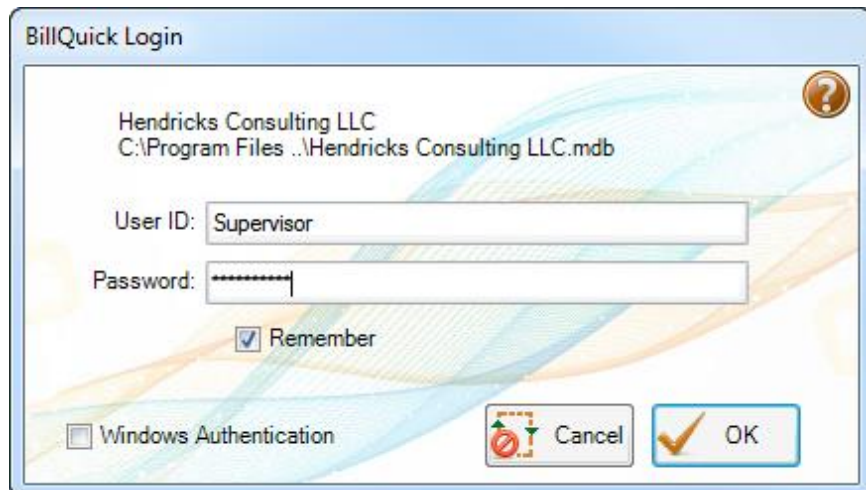 BillQuick Login
?
Hendricks Consulting LLC
C:\Program Files ..\Hendricks Consulting LLC.mdb
User ID: Supervisor
Password: **********
Remember
Windows Authentication
Cancel
OK